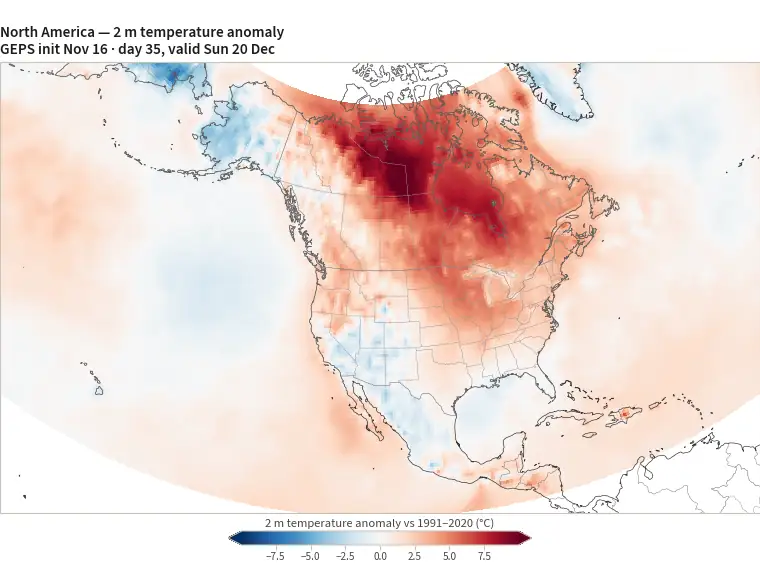 North America — 2 m temperature anomaly
GEPS init Nov 16 · day 35, valid Sun 20 Dec
2 m temperature anomaly vs 1991–2020 (°C)
−7.5 −5.0 −2.5 0.0 2.5 5.0 7.5